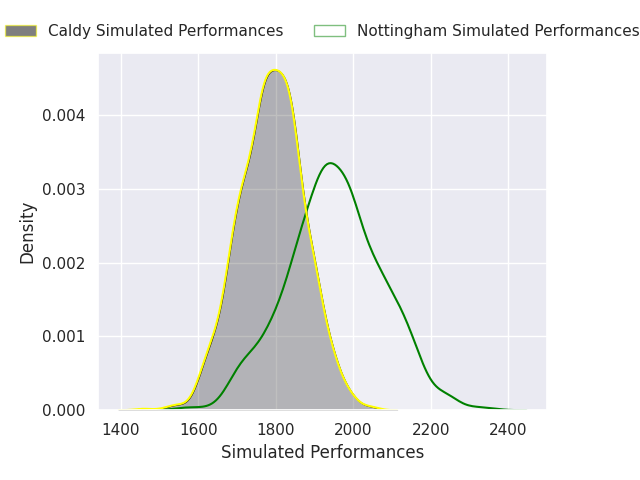 Caldy Simulated Performances
Nottingham Simulated Performances
Density
0.004
0.003
0.002
0.001
0.000
1400 1600 1800 2000 2200 2400
Simulated Performances